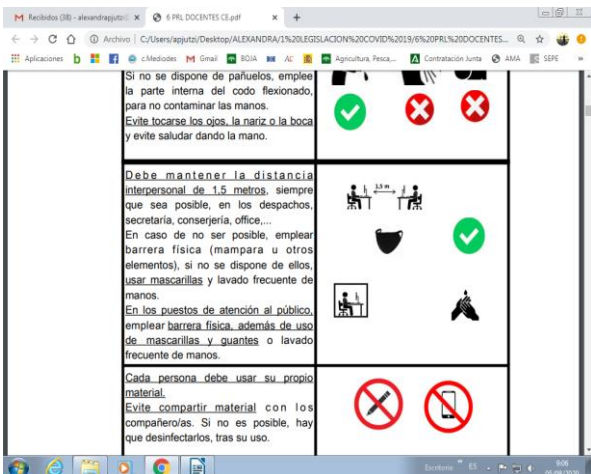 Recibidos (38) - alexandrapjutzi
6 PRL DOCENTES CE.pdf
Archivo | C:/Users/apjutzi/Desktop/ALEXANDRA/1%20LEGISLACION%20COVID%2019/6%20PRL%20DOCENTES...
Aplicaciones c.Mediodes Gmail BOJA Agricultura, Pesca,... Contratación Junta AMA SEPE »
Si no se dispone de pañuelos, emplee
la parte interna del codo flexionado,
para no contaminar las manos.
Evite tocarse los ojos, la nariz o la boca
y evite saludar dando la mano.
Debe mantener la distancia
interpersonal de 1,5 metros, siempre
que sea posible, en los despachos,
secretaría, conserjería, office,...
En caso de no ser posible, emplear
barrera física (mampara u otros
elementos), si no se dispone de ellos,
usar mascarillas y lavado frecuente de
manos.
En los puestos de atención al público,
emplear barrera física, además de uso
de mascarillas y guantes o lavado
frecuente de manos.
1,5 m
Cada persona debe usar su propio
material.
Evite compartir material con los
compañero/as. Si no es posible, hay
que desinfectarlos, tras su uso.
Escritorio » ES
9:06